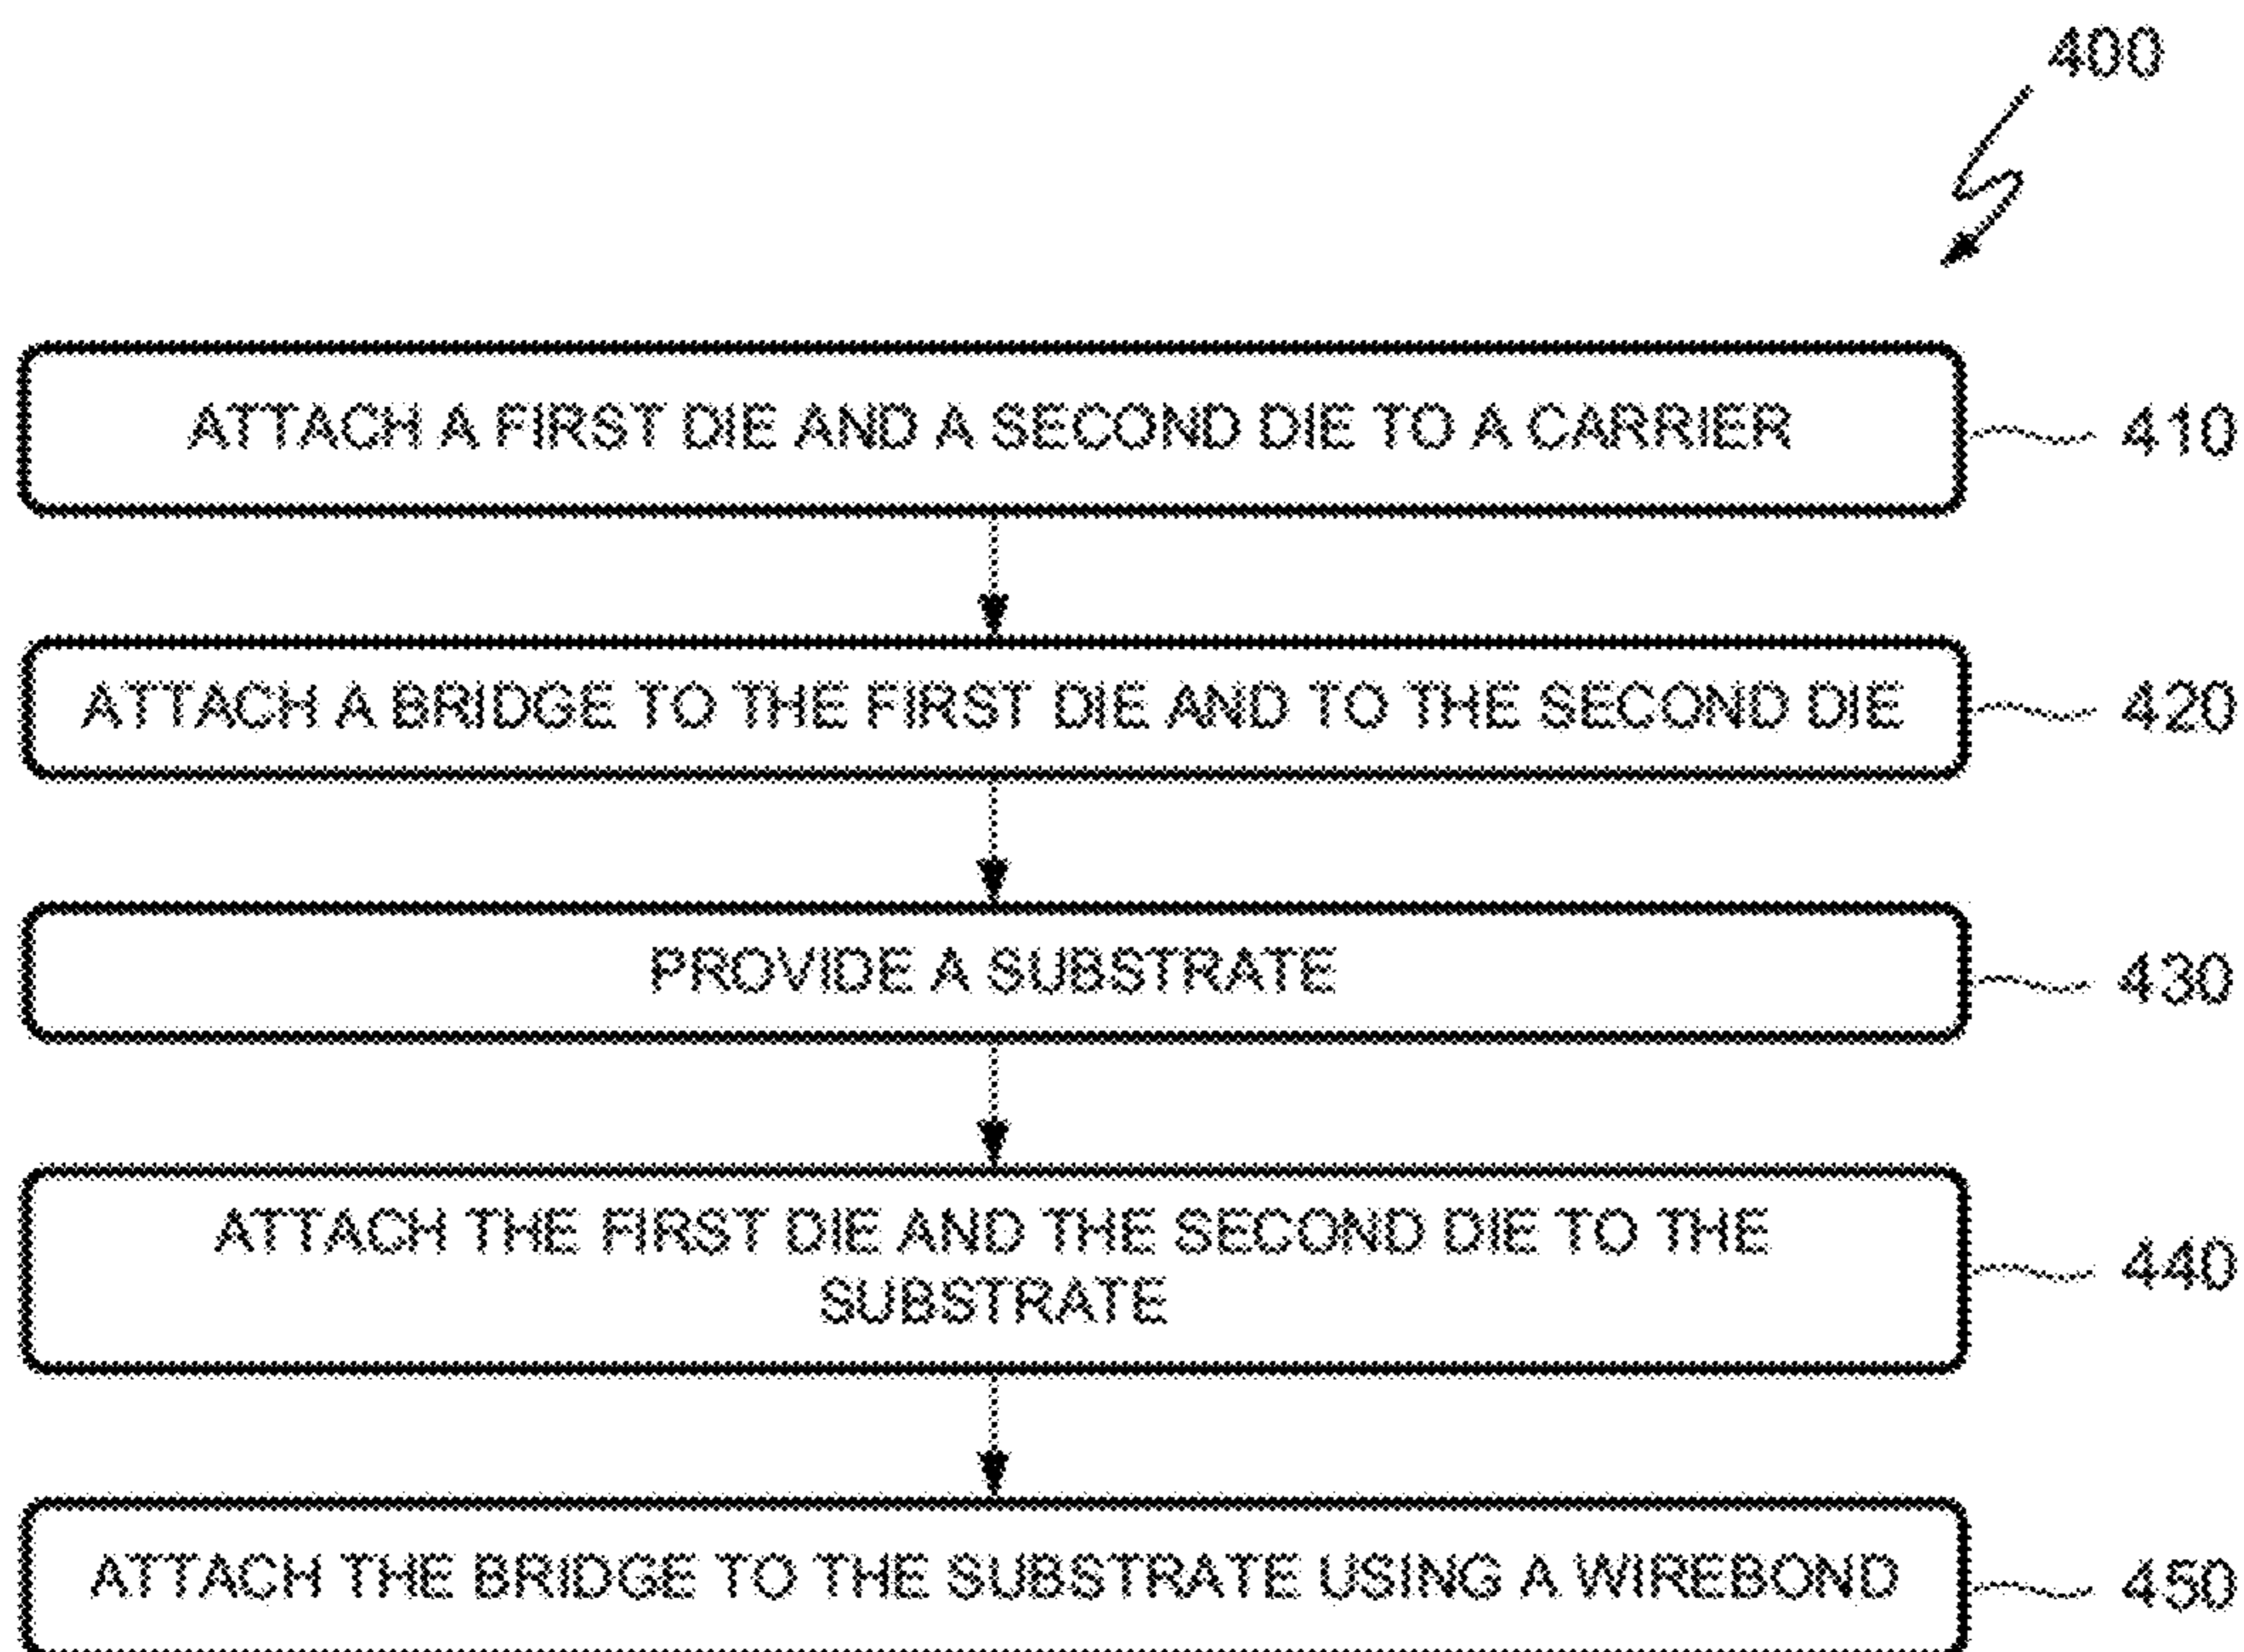 400
ATTACH A FIRST DIE AND A SECOND DIE TO A CARRIER
410
ATTACH A BRIDGE TO THE FIRST DIE AND TO THE SECOND DIE
420
PROVIDE A SUBSTRATE
430
ATTACH THE FIRST DIE AND THE SECOND DIE TO THE
SUBSTRATE
440
ATTACH THE BRIDGE TO THE SUBSTRATE USING A WIREBOND
450